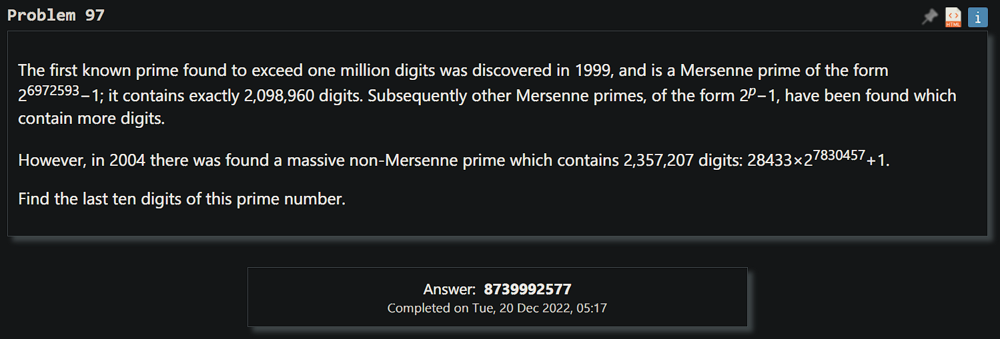 Problem 97
HTML
i
The first known prime found to exceed one million digits was discovered in 1999, and is a Mersenne prime of the form
2^6972593−1; it contains exactly 2,098,960 digits. Subsequently other Mersenne primes, of the form 2^p−1, have been found which
contain more digits.
However, in 2004 there was found a massive non-Mersenne prime which contains 2,357,207 digits: 28433×2^7830457+1.
Find the last ten digits of this prime number.
Answer: 8739992577
Completed on Tue, 20 Dec 2022, 05:17